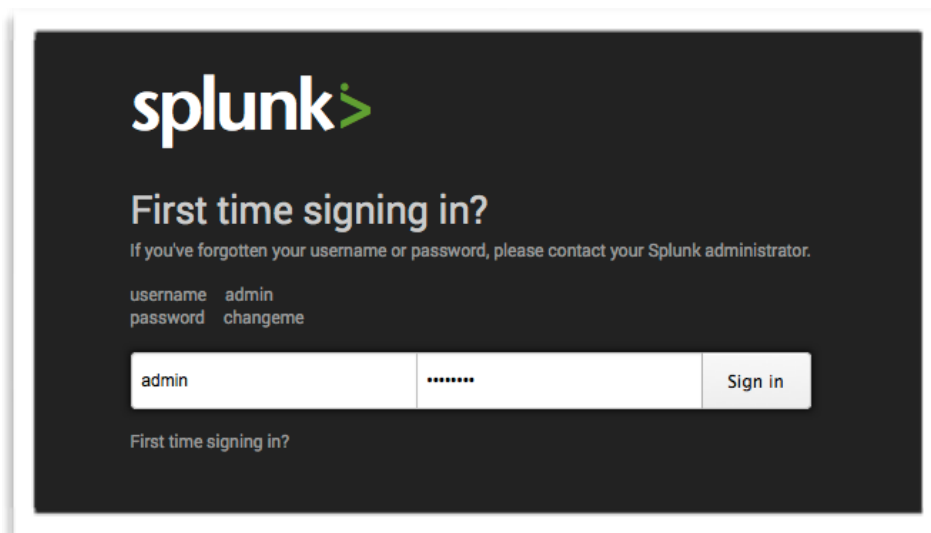 splunk>
First time signing in?
If you've forgotten your username or password, please contact your Splunk administrator.
username admin
password changeme
admin •••••••• Sign in
First time signing in?